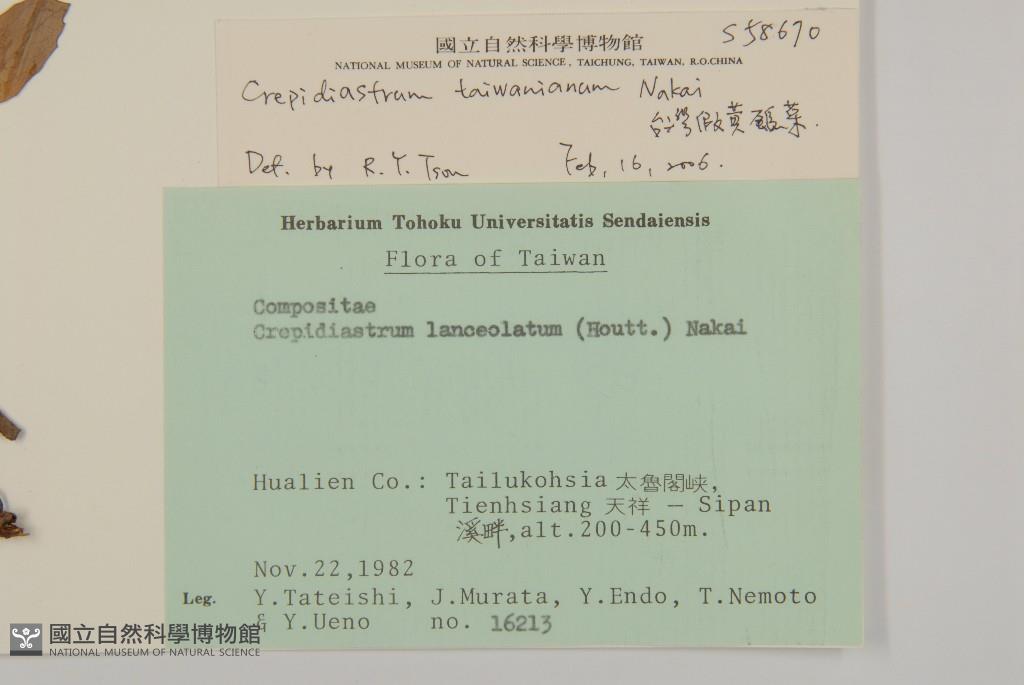 國立自然科學博物館 S58670
NATIONAL MUSEUM OF NATURAL SCIENCE, TAICHUNG, TAIWAN, R.O.CHINA
Crepidiastrum taiwanianum Nakai
台灣假黃鵪菜.
Det. by R. Y. Tsou Feb, 16, 2006.
Herbarium Tohoku Universitatis Sendaiensis
Flora of Taiwan
Compositae
Crepidiastrum lanceolatum (Houtt.) Nakai
Hualien Co.: Tailukohsia 太魯閣峡,
Tienhsiang 天祥 — Sipan
溪畔,alt.200-450m.
Nov.22,1982
Leg. Y.Tateishi, J.Murata, Y.Endo, T.Nemoto
& Y.Ueno no. 16213
國立自然科學博物館
NATIONAL MUSEUM OF NATURAL SCIENCE